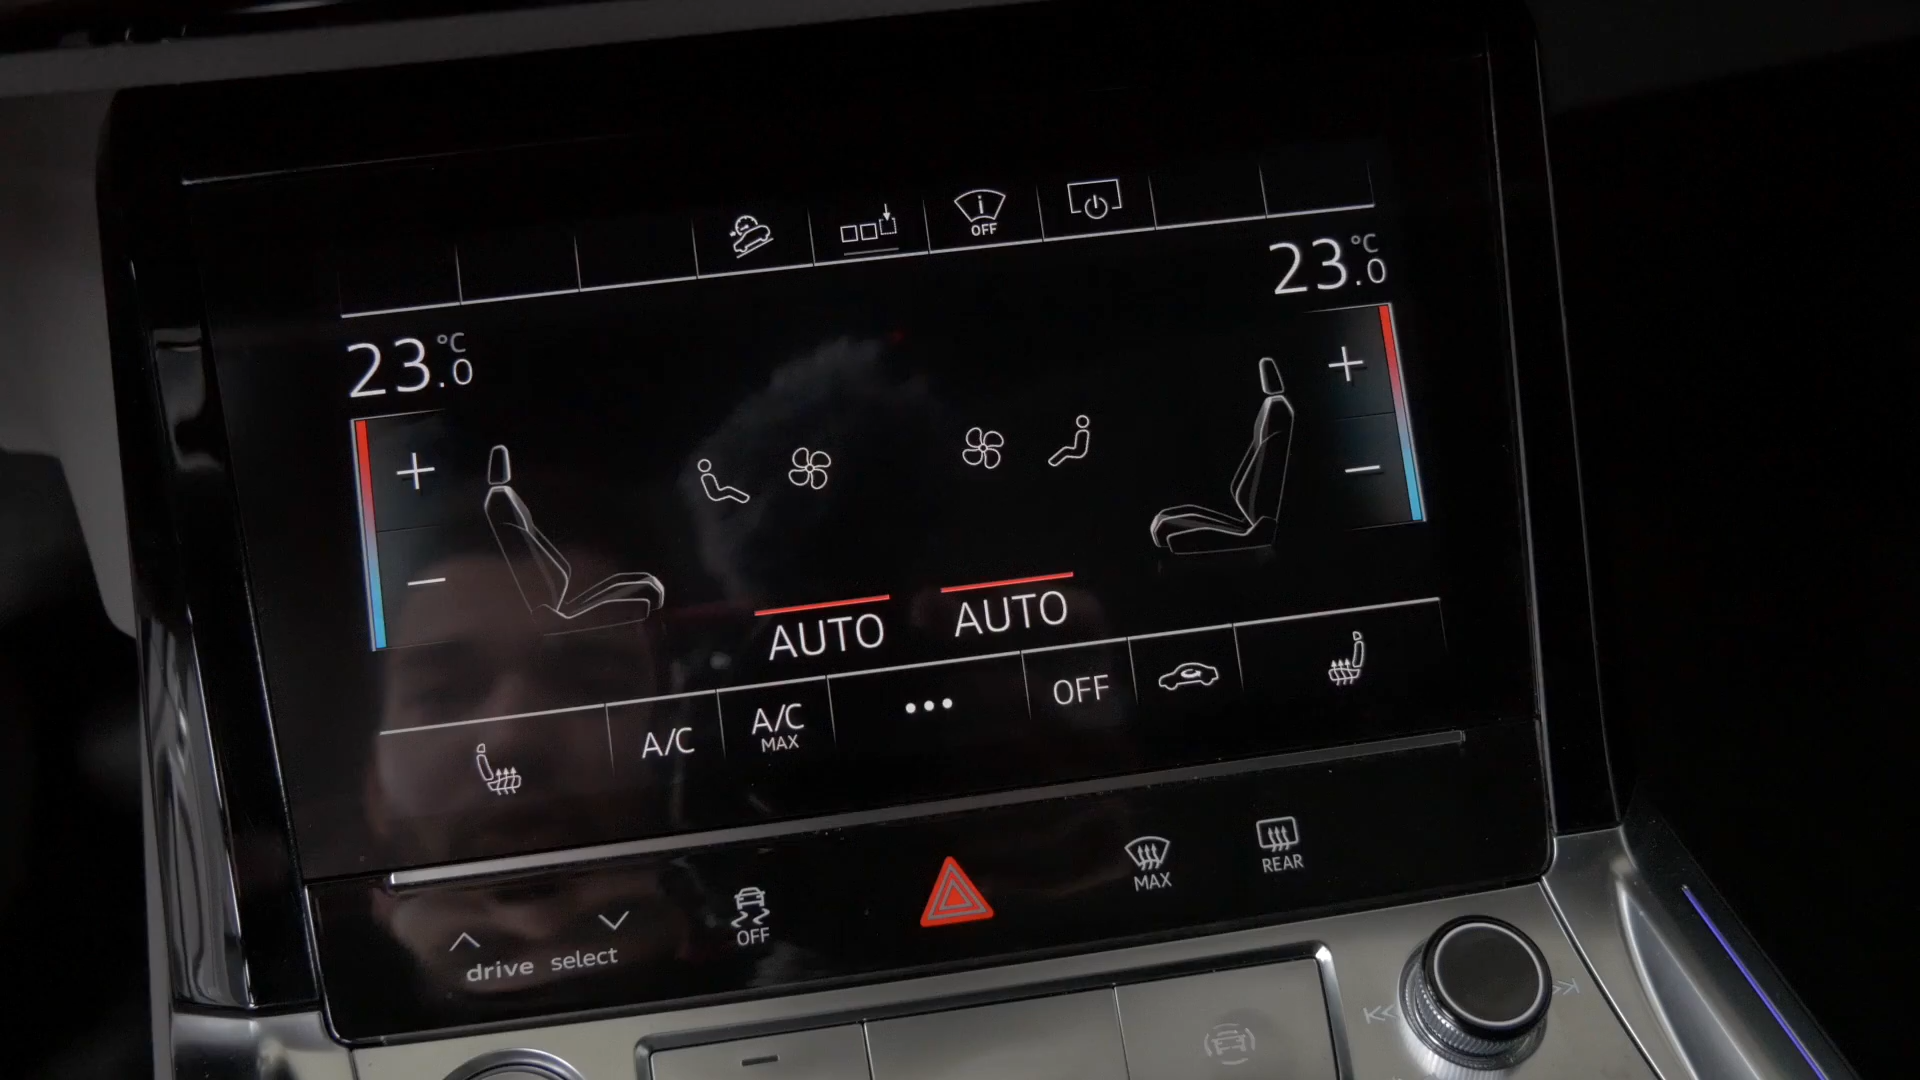 i
OFF
23.0 °C
23.0 °C
AUTO
AUTO
A/C
A/C
MAX
OFF
drive select
OFF
MAX
REAR